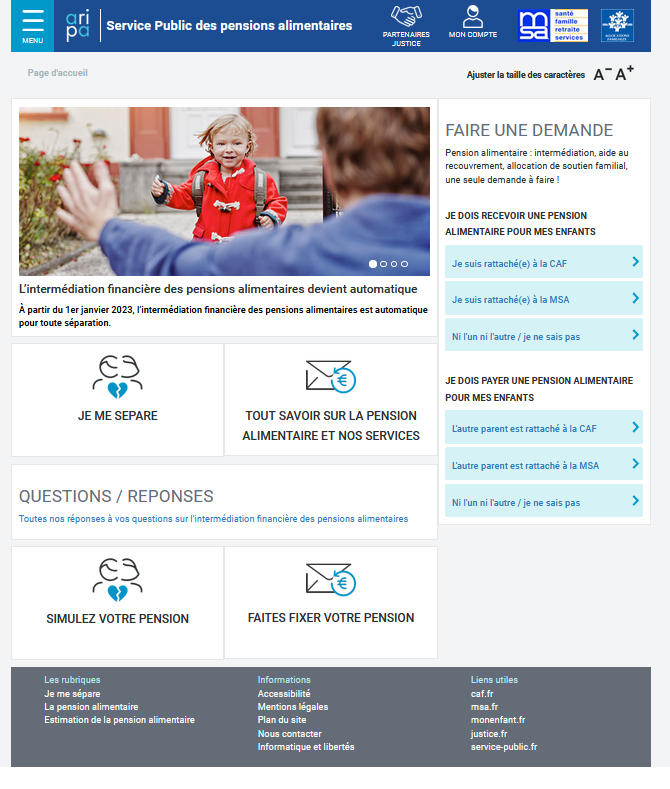 MENU
aripa
Service Public des pensions alimentaires
PARTENAIRES
JUSTICE
MON COMPTE
msa
santé
famille
retraite
services
ALLOCATIONS
FAMILIALES
Page d'accueil
Ajuster la taille des caractères A- A+
L'intermédiation financière des pensions alimentaires devient automatique
À partir du 1er janvier 2023, l'intermédiation financière des pensions alimentaires est automatique
pour toute séparation.
JE ME SEPARE
TOUT SAVOIR SUR LA PENSION
ALIMENTAIRE ET NOS SERVICES
QUESTIONS / REPONSES
Toutes nos réponses à vos questions sur l'intermédiation financière des pensions alimentaires
SIMULEZ VOTRE PENSION
FAITES FIXER VOTRE PENSION
FAIRE UNE DEMANDE
Pension alimentaire : intermédiation, aide au
recouvrement, allocation de soutien familial,
une seule demande à faire !
JE DOIS RECEVOIR UNE PENSION
ALIMENTAIRE POUR MES ENFANTS
Je suis rattaché(e) à la CAF
Je suis rattaché(e) à la MSA
Ni l'un ni l'autre / je ne sais pas
JE DOIS PAYER UNE PENSION ALIMENTAIRE
POUR MES ENFANTS
L'autre parent est rattaché à la CAF
L'autre parent est rattaché à la MSA
Ni l'un ni l'autre / je ne sais pas
Les rubriques
Je me sépare
La pension alimentaire
Estimation de la pension alimentaire
Informations
Accessibilité
Mentions légales
Plan du site
Nous contacter
Informatique et libertés
Liens utiles
caf.fr
msa.fr
monenfant.fr
justice.fr
service-public.fr